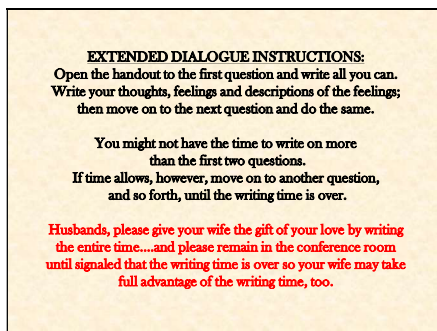 EXTENDED DIALOGUE INSTRUCTIONS:
Open the handout to the first question and write all you can.
Write your thoughts, feelings and descriptions of the feelings;
then move on to the next question and do the same.
You might not have the time to write on more
than the first two questions.
If time allows, however, move on to another question,
and so forth, until the writing time is over.
Husbands, please give your wife the gift of your love by writing
the entire time....and please remain in the conference room
until signaled that the writing time is over so your wife may take
full advantage of the writing time, too.